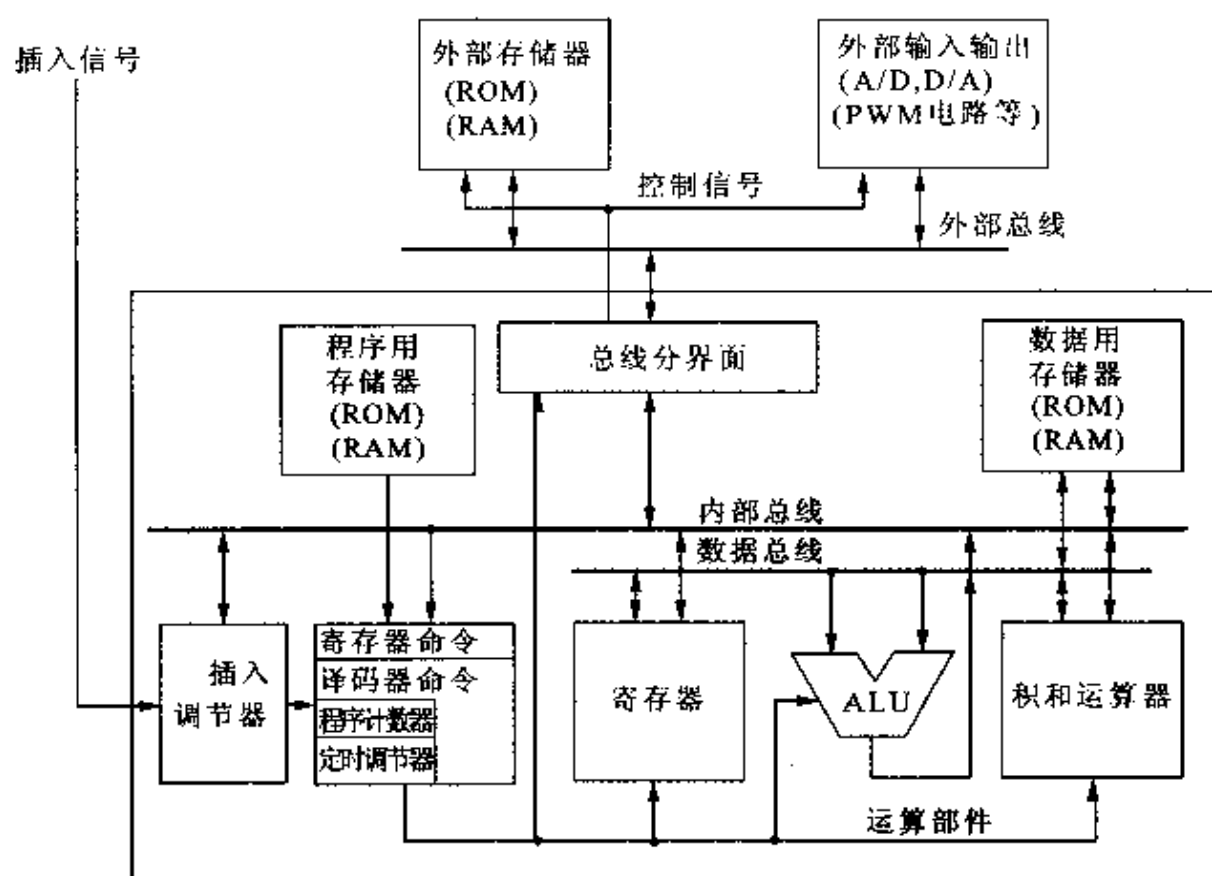 插入信号
外部存储器
(ROM)
(RAM)
外部输入输出
(A/D,D/A)
(PWM电路等)
控制信号
外部总线
程序用
存储器
(ROM)
(RAM)
总线分界面
数据用
存储器
(ROM)
(RAM)
内部总线
数据总线
插入
调节器
寄存器命令
译码器命令
程序计数器
定时调节器
寄存器
ALU
积和运算器
运算部件